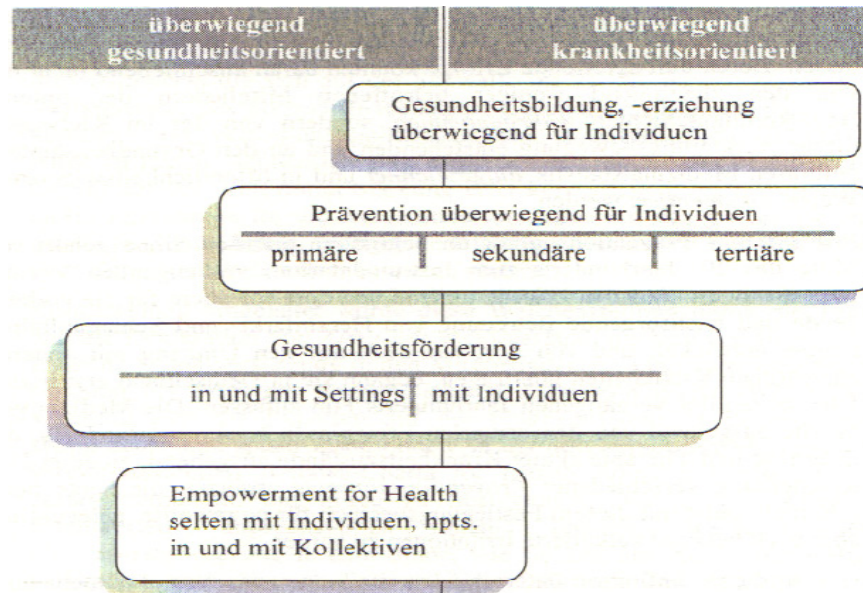 überwiegend
gesundheitsorientiert
überwiegend
krankheitsorientiert
Gesundheitsbildung, -erziehung
überwiegend für Individuen
Prävention überwiegend für Individuen
primäre
sekundäre
tertiäre
Gesundheitsförderung
in und mit Settings
mit Individuen
Empowerment for Health
selten mit Individuen, hpts.
in und mit Kollektiven